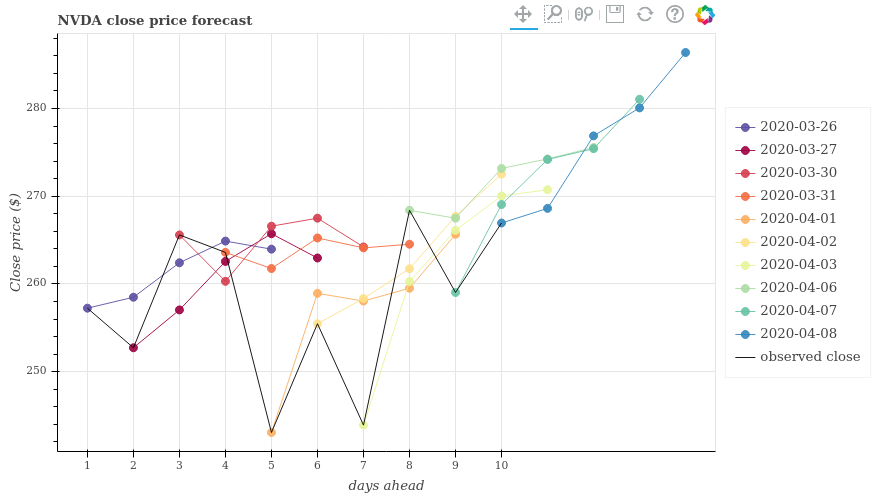 NVDA close price forecast
280
270
260
250
Close price ($)
1 2 3 4 5 6 7 8 9 10
days ahead
2020-03-26
2020-03-27
2020-03-30
2020-03-31
2020-04-01
2020-04-02
2020-04-03
2020-04-06
2020-04-07
2020-04-08
observed close